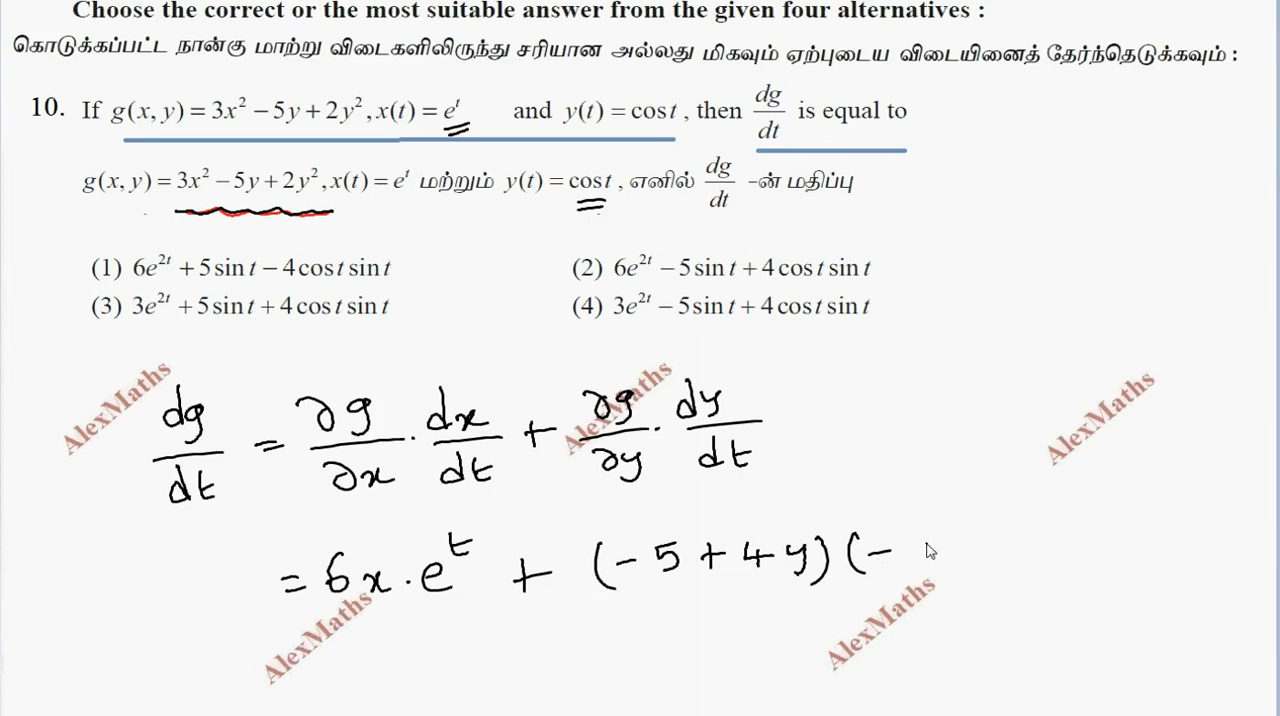 Choose the correct or the most suitable answer from the given four alternatives :
கொடுக்கப்பட்ட நான்கு மாற்று விடைகளிலிருந்து சரியான அல்லது மிகவும் ஏற்புடைய விடையினைத் தேர்ந்தெடுக்கவும் :
10. If g(x, y) = 3x² − 5y + 2y², x(t) = eᵗ and y(t) = cos t, then dg/dt is equal to
g(x, y) = 3x² − 5y + 2y², x(t) = eᵗ மற்றும் y(t) = cos t, எனில் dg/dt -ன் மதிப்பு
(1) 6e²ᵗ + 5 sin t − 4 cos t sin t (2) 6e²ᵗ − 5 sin t + 4 cos t sin t
(3) 3e²ᵗ + 5 sin t + 4 cos t sin t (4) 3e²ᵗ − 5 sin t + 4 cos t sin t
AlexMaths AlexMaths AlexMaths
dg/dt = ∂g/∂x · dx/dt + ∂g/∂y · dy/dt
= 6x · eᵗ + (− 5 + 4y) (−
AlexMaths AlexMaths